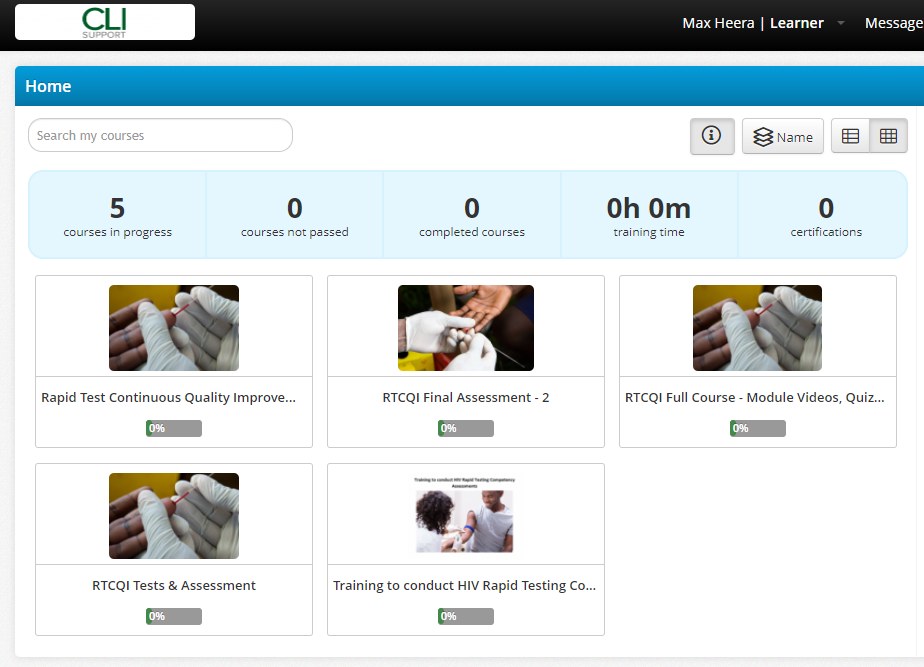 CLI
SUPPORT
Max Heera | Learner
Message
Home
Search my courses
Name
5
courses in progress
0
courses not passed
0
completed courses
0h 0m
training time
0
certifications
Rapid Test Continuous Quality Improve...
0%
RTCQI Final Assessment - 2
0%
RTCQI Full Course - Module Videos, Quiz...
0%
RTCQI Tests & Assessment
0%
Training to conduct HIV Rapid Testing Competency
Assessments
Training to conduct HIV Rapid Testing Co...
0%